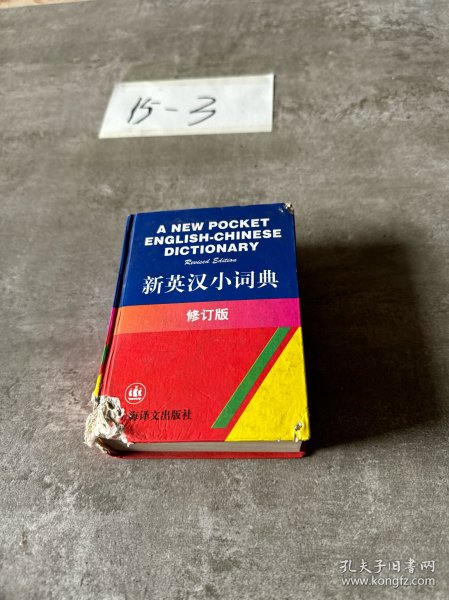 15-3
A NEW POCKET
ENGLISH-CHINESE
DICTIONARY
Revised Edition
新英汉小词典
修订版
海译文出版社
孔夫子旧书网
www.kongfz.com